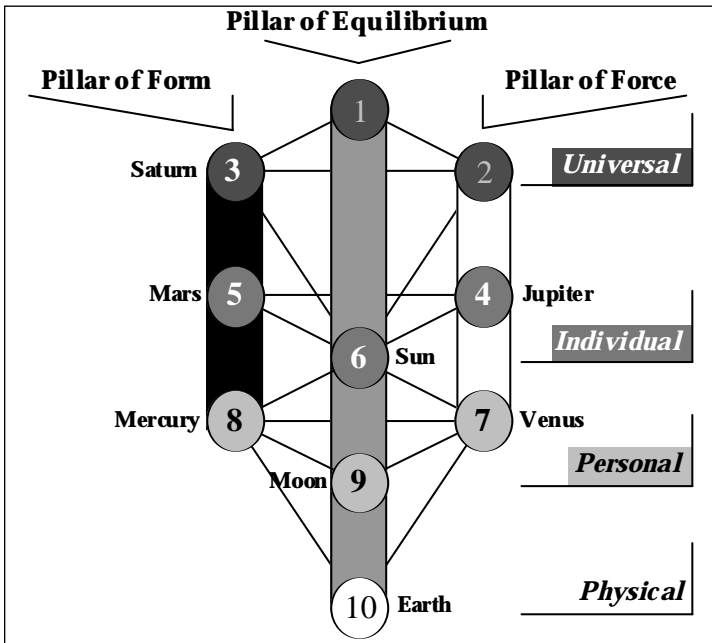 Pillar of Equilibrium
Pillar of Form
Pillar of Force
1
Saturn
3
2
Universal
Mars
5
4
Jupiter
6
Sun
Individual
Mercury
8
7
Venus
Moon
9
Personal
10
Earth
Physical